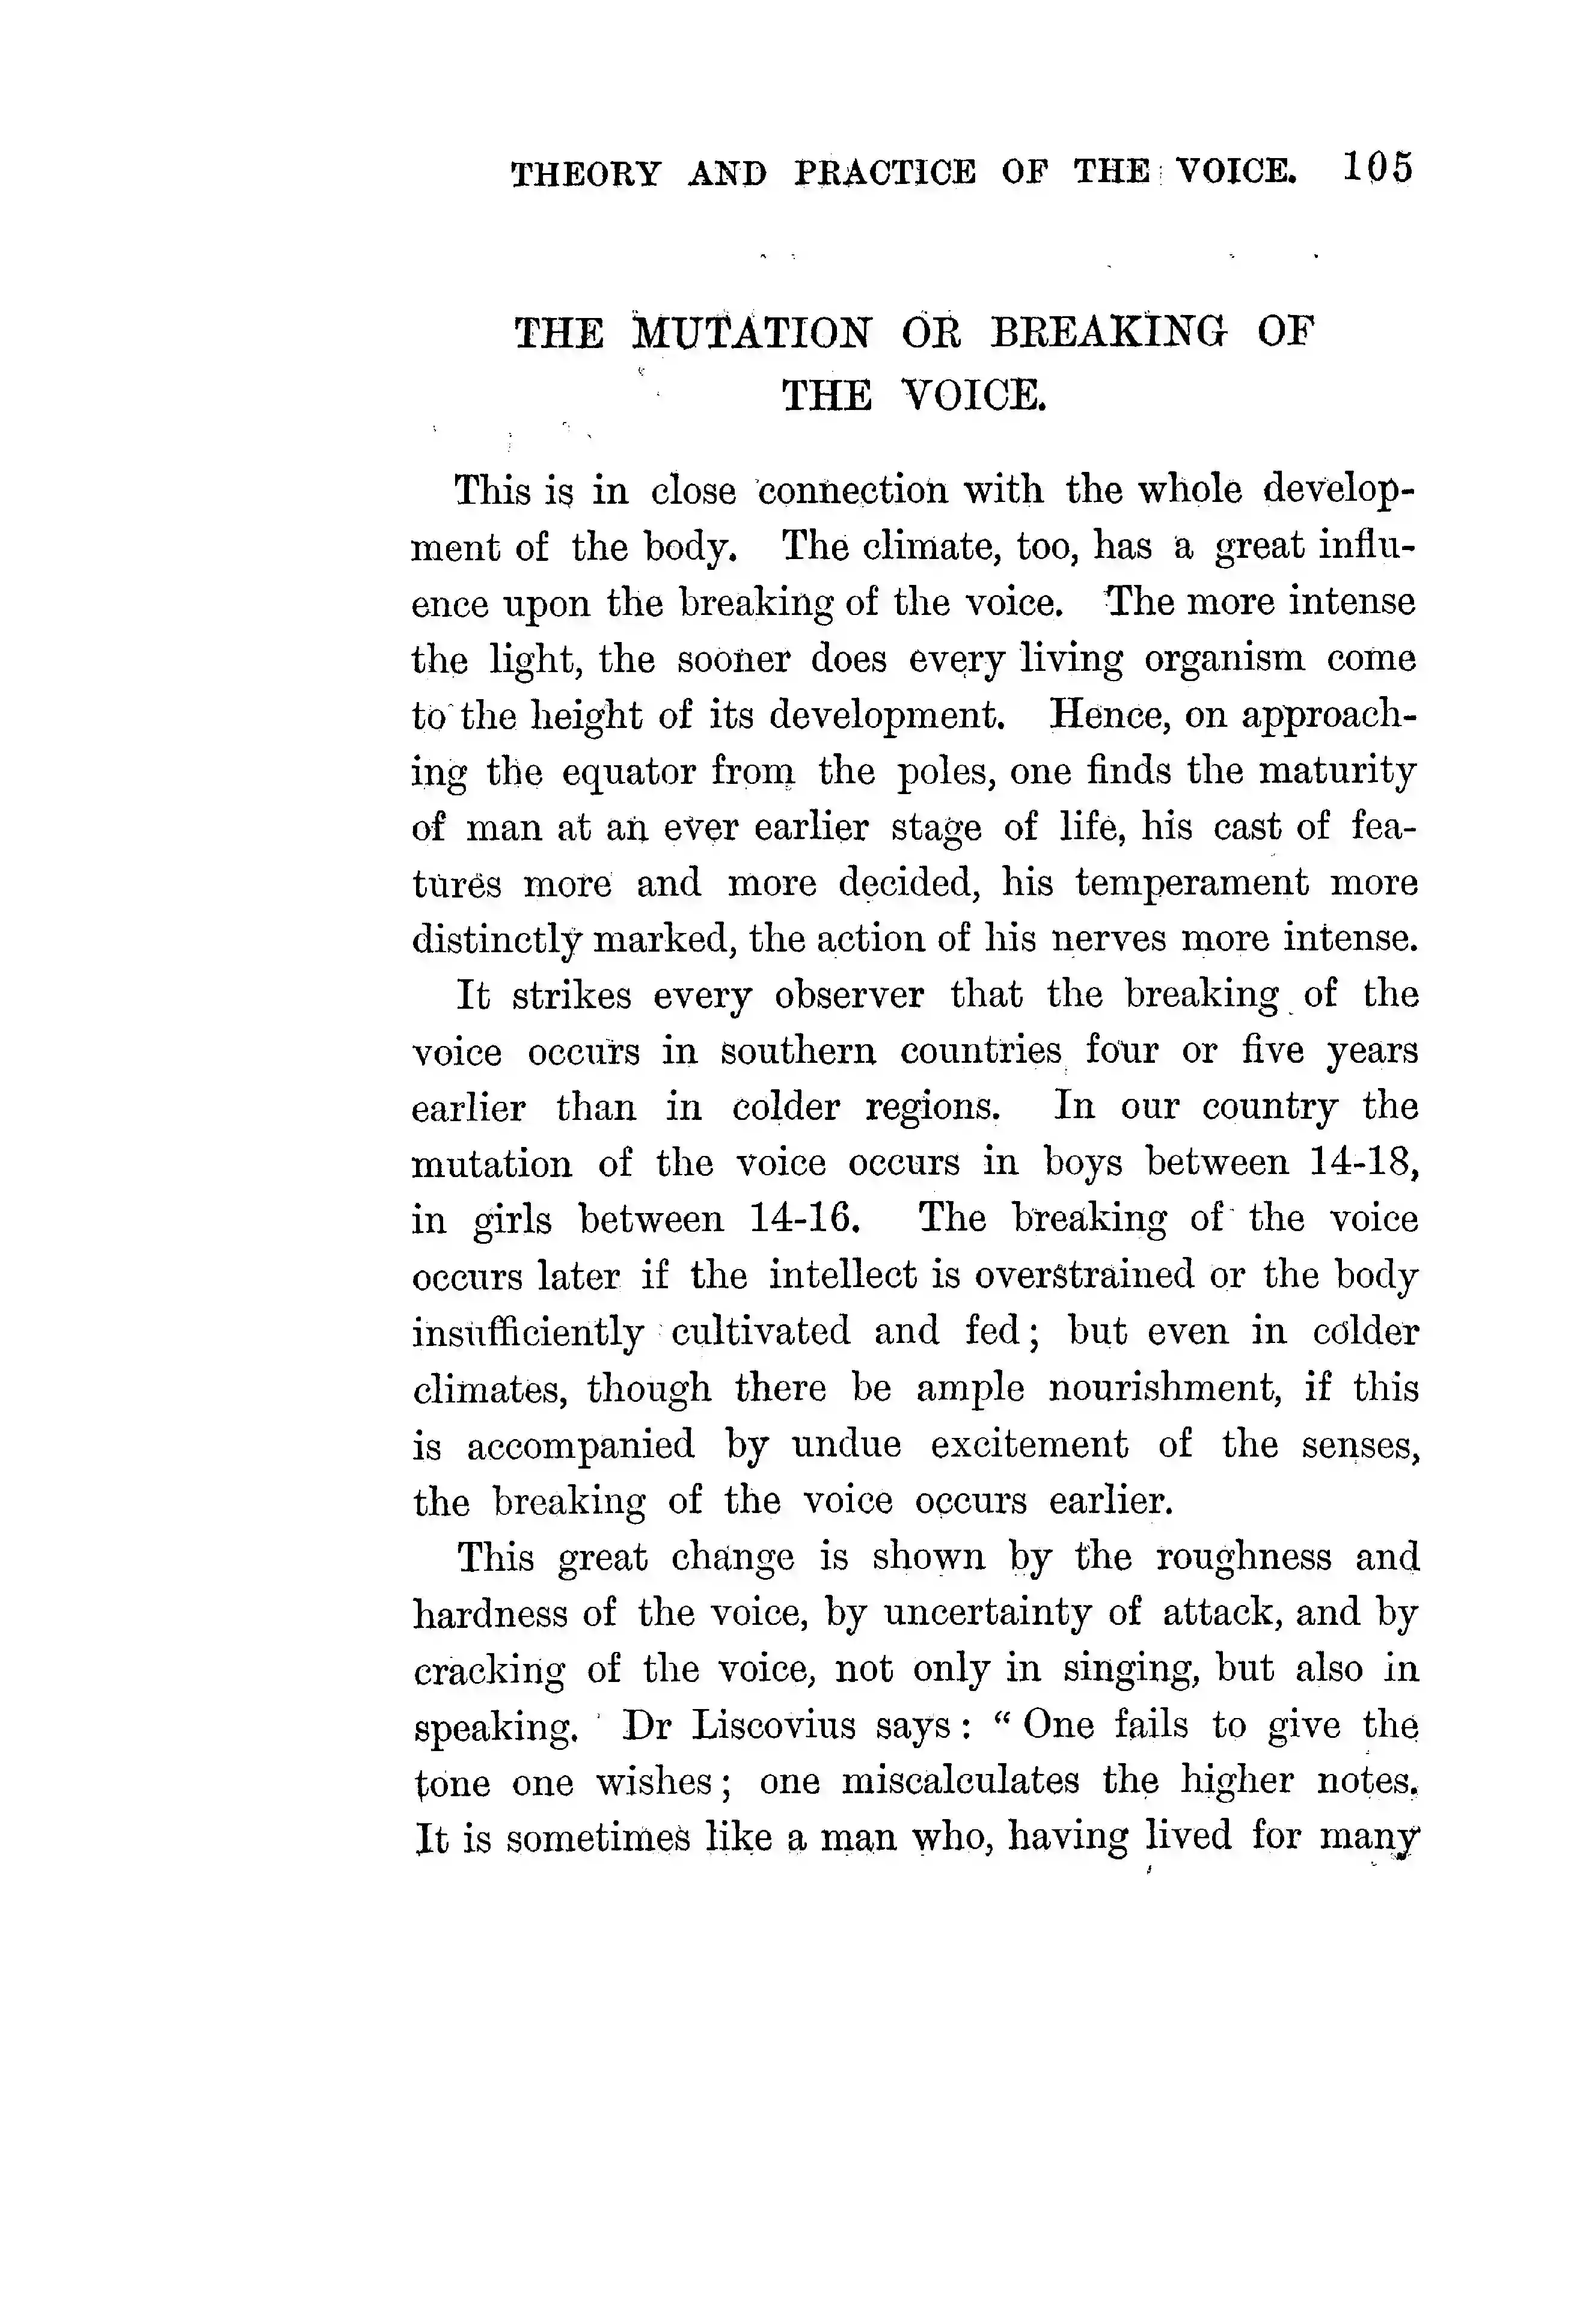 THEORY AND PRACTICE OF THE VOICE. 105
THE MUTATION OR BREAKING OF
THE VOICE.
This is in close connection with the whole develop-
ment of the body. The climate, too, has a great influ-
ence upon the breaking of the voice. The more intense
the light, the sooner does every living organism come
to the height of its development. Hence, on approach-
ing the equator from the poles, one finds the maturity
of man at an ever earlier stage of life, his cast of fea-
tures more and more decided, his temperament more
distinctly marked, the action of his nerves more intense.
It strikes every observer that the breaking of the
voice occurs in southern countries four or five years
earlier than in colder regions. In our country the
mutation of the voice occurs in boys between 14-18,
in girls between 14-16. The breaking of the voice
occurs later if the intellect is overstrained or the body
insufficiently cultivated and fed; but even in colder
climates, though there be ample nourishment, if this
is accompanied by undue excitement of the senses,
the breaking of the voice occurs earlier.
This great change is shown by the roughness and
hardness of the voice, by uncertainty of attack, and by
cracking of the voice, not only in singing, but also in
speaking. Dr Liscovius says: “ One fails to give the
tone one wishes; one miscalculates the higher notes.
It is sometimes like a man who, having lived for many